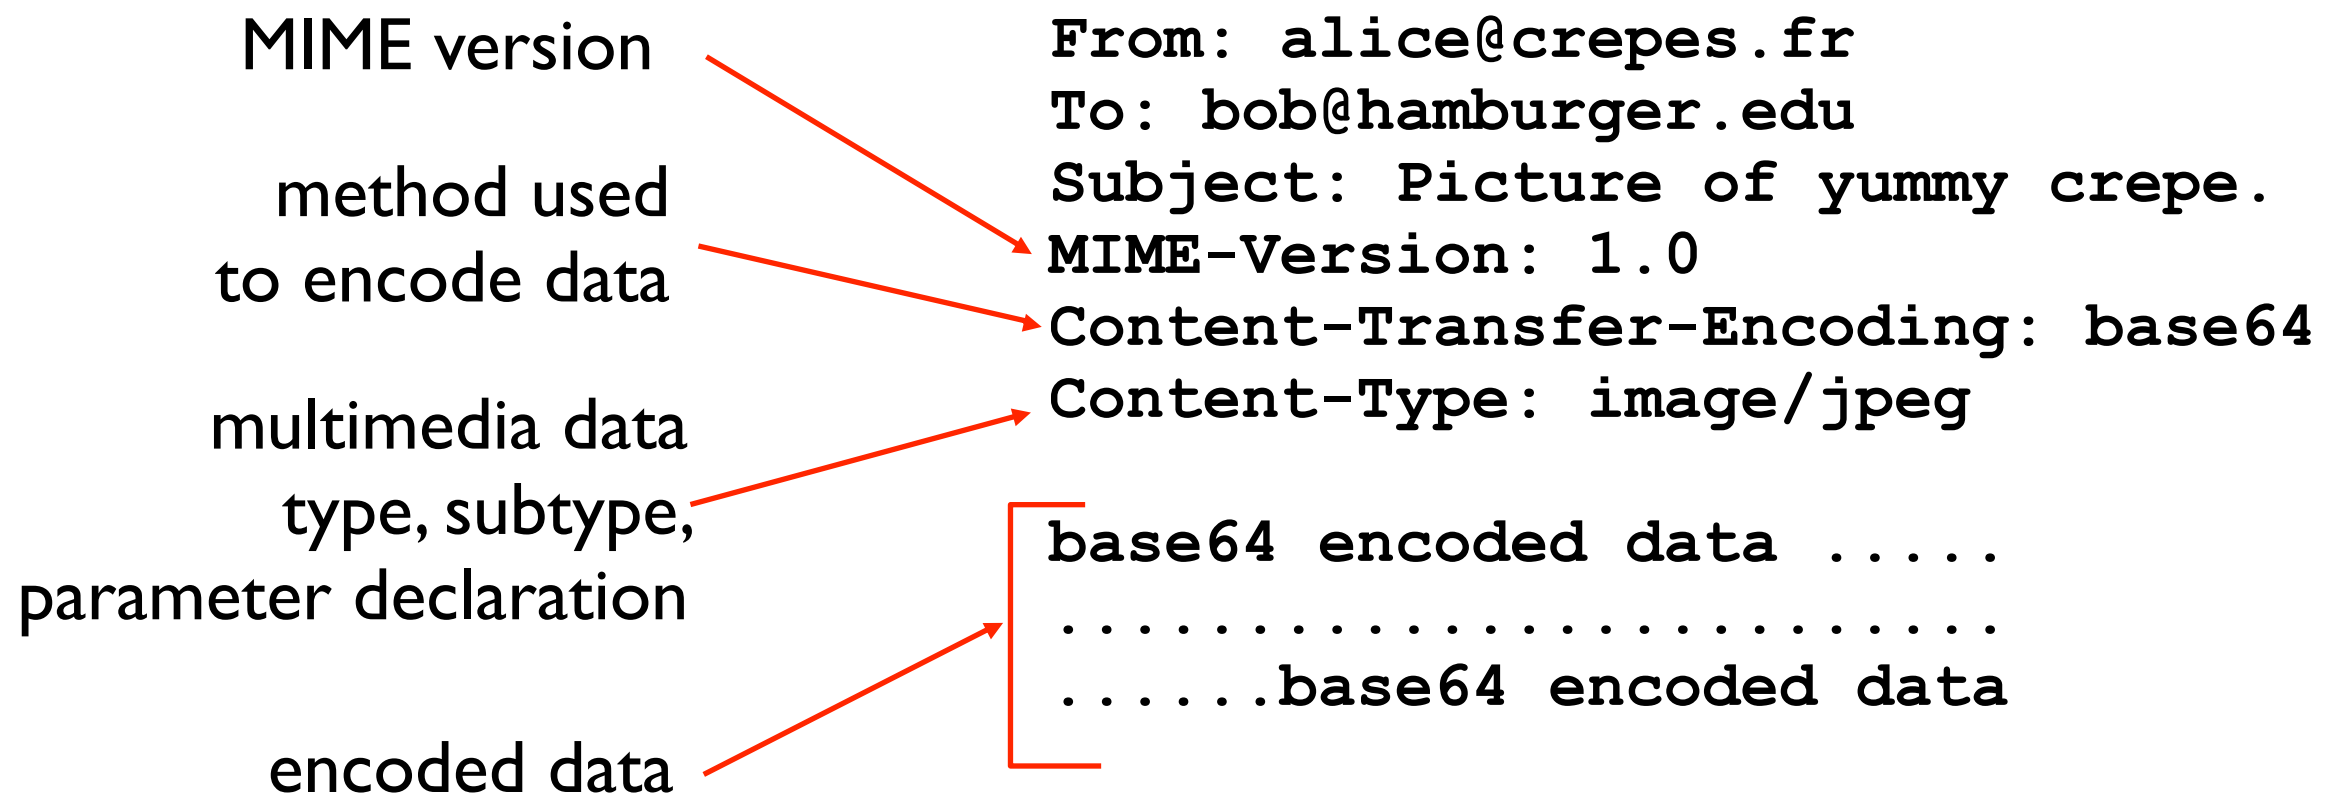 MIME version
method used
to encode data
multimedia data
type, subtype,
parameter declaration
encoded data
From: alice@crepes.fr
To: bob@hamburger.edu
Subject: Picture of yummy crepe.
MIME-Version: 1.0
Content-Transfer-Encoding: base64
Content-Type: image/jpeg
base64 encoded data .....
.........................
......base64 encoded data